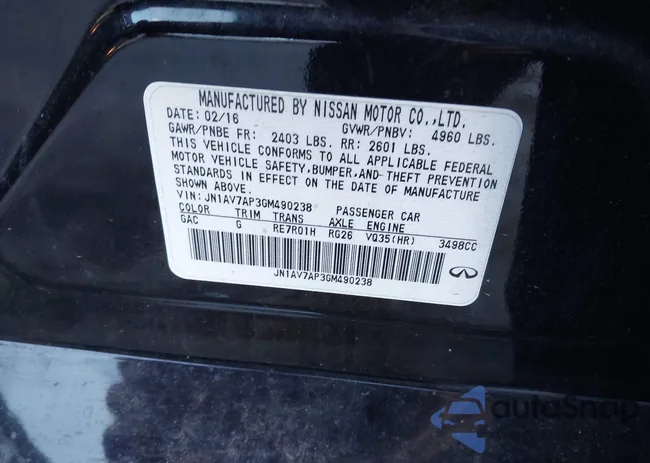 MANUFACTURED BY NISSAN MOTOR CO.,LTD.
DATE: 02/16 GVWR/PNBV: 4960 LBS.
GAWR/PNBE FR: 2403 LBS. RR: 2601 LBS.
THIS VEHICLE CONFORMS TO ALL APPLICABLE FEDERAL
MOTOR VEHICLE SAFETY, BUMPER, AND THEFT PREVENTION
STANDARDS IN EFFECT ON THE DATE OF MANUFACTURE
SHOWN ABOVE.
VIN: JN1AV7AP3GM490238 PASSENGER CAR
COLOR TRIM TRANS AXLE ENGINE
GAC G RE7R01H RG26 VQ35(HR) 3498CC
JN1AV7AP3GM490238
autoSnap